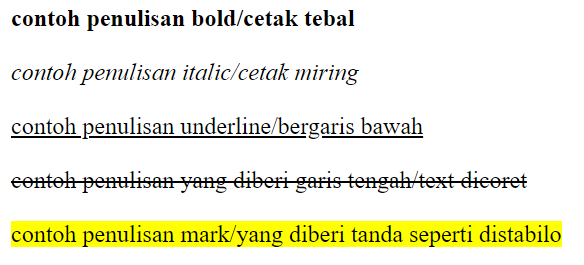 contoh penulisan bold/cetak tebal
contoh penulisan italic/cetak miring
contoh penulisan underline/bergaris bawah
contoh penulisan yang diberi garis tengah/text dicoret
contoh penulisan mark/yang diberi tanda seperti distabilo